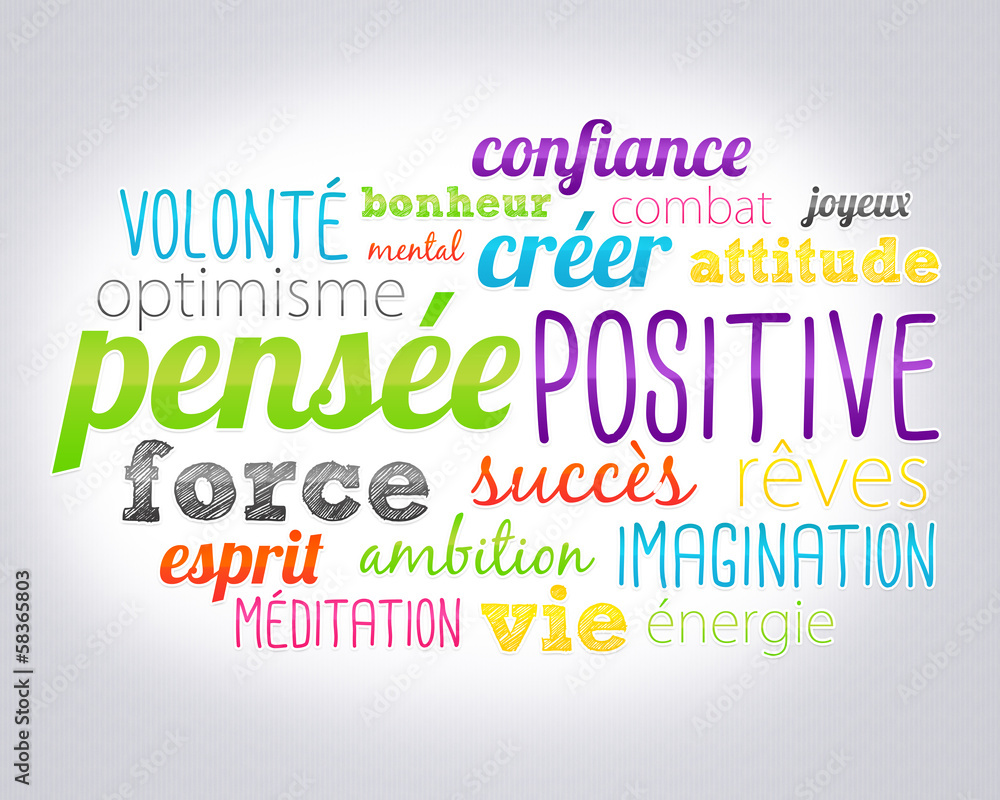 confiance
VOLONTÉ bonheur combat joyeux
mental créer attitude
optimisme
pensée POSITIVE
force succès rêves
esprit ambition IMAGINATION
MÉDITATION vie énergie
Adobe Stock | #58365803